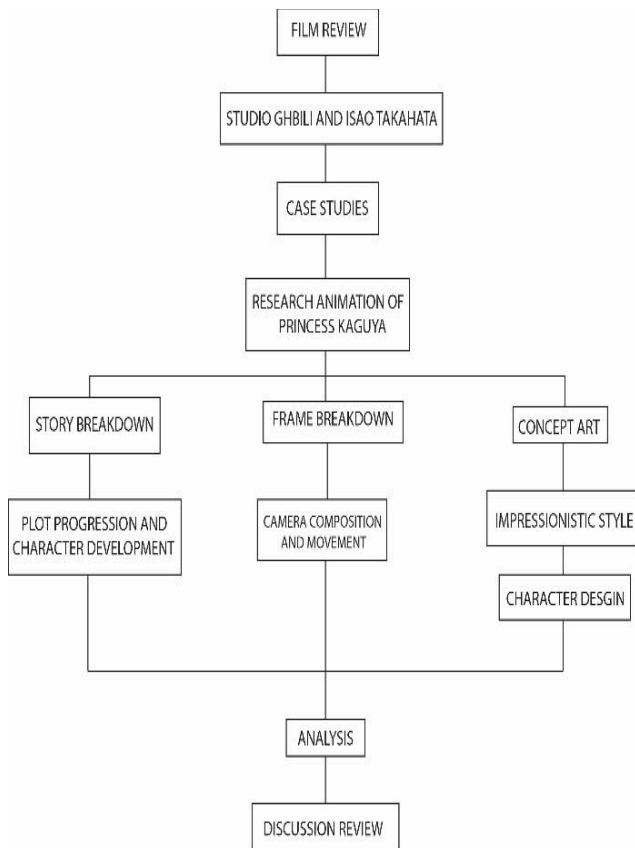 FILM REVIEW
STUDIO GHBILI AND ISAO TAKAHATA
CASE STUDIES
RESEARCH ANIMATION OF
PRINCESS KAGUYA
STORY BREAKDOWN
FRAME BREAKDOWN
CONCEPT ART
PLOT PROGRESSION AND
CHARACTER DEVELOPMENT
CAMERA COMPOSITION
AND MOVEMENT
IMPRESSIONISTIC STYLE
CHARACTER DESGIN
ANALYSIS
DISCUSSION REVIEW